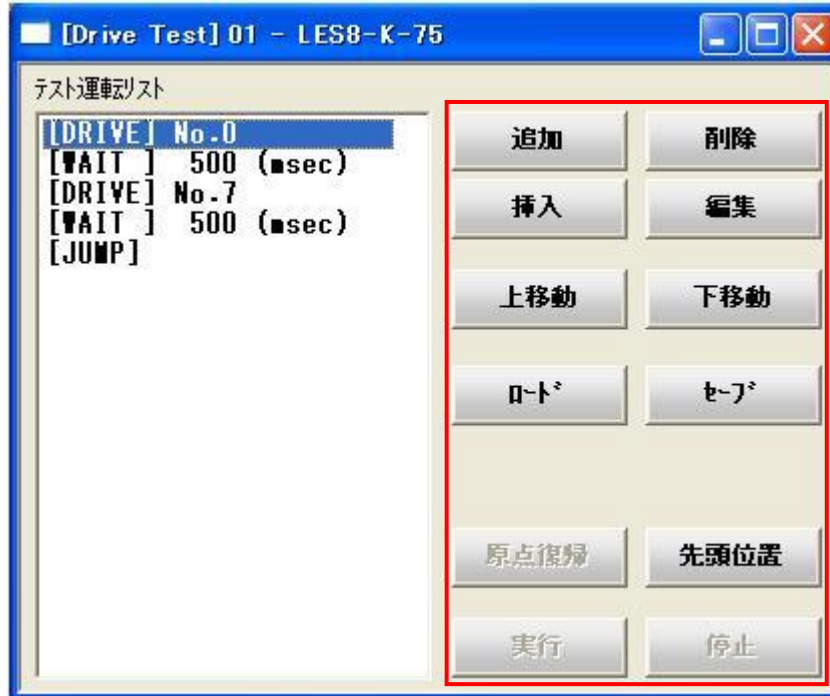 [Drive Test] 01 - LES8-K-75
テスト運転リスト
[DRIVE] No.0
[WAIT ]  500 (msec)
[DRIVE] No.7
[WAIT ]  500 (msec)
[JUMP]
追加 削除
挿入 編集
上移動 下移動
ﾛｰﾄﾞ ｾｰﾌﾞ
原点復帰 先頭位置
実行 停止